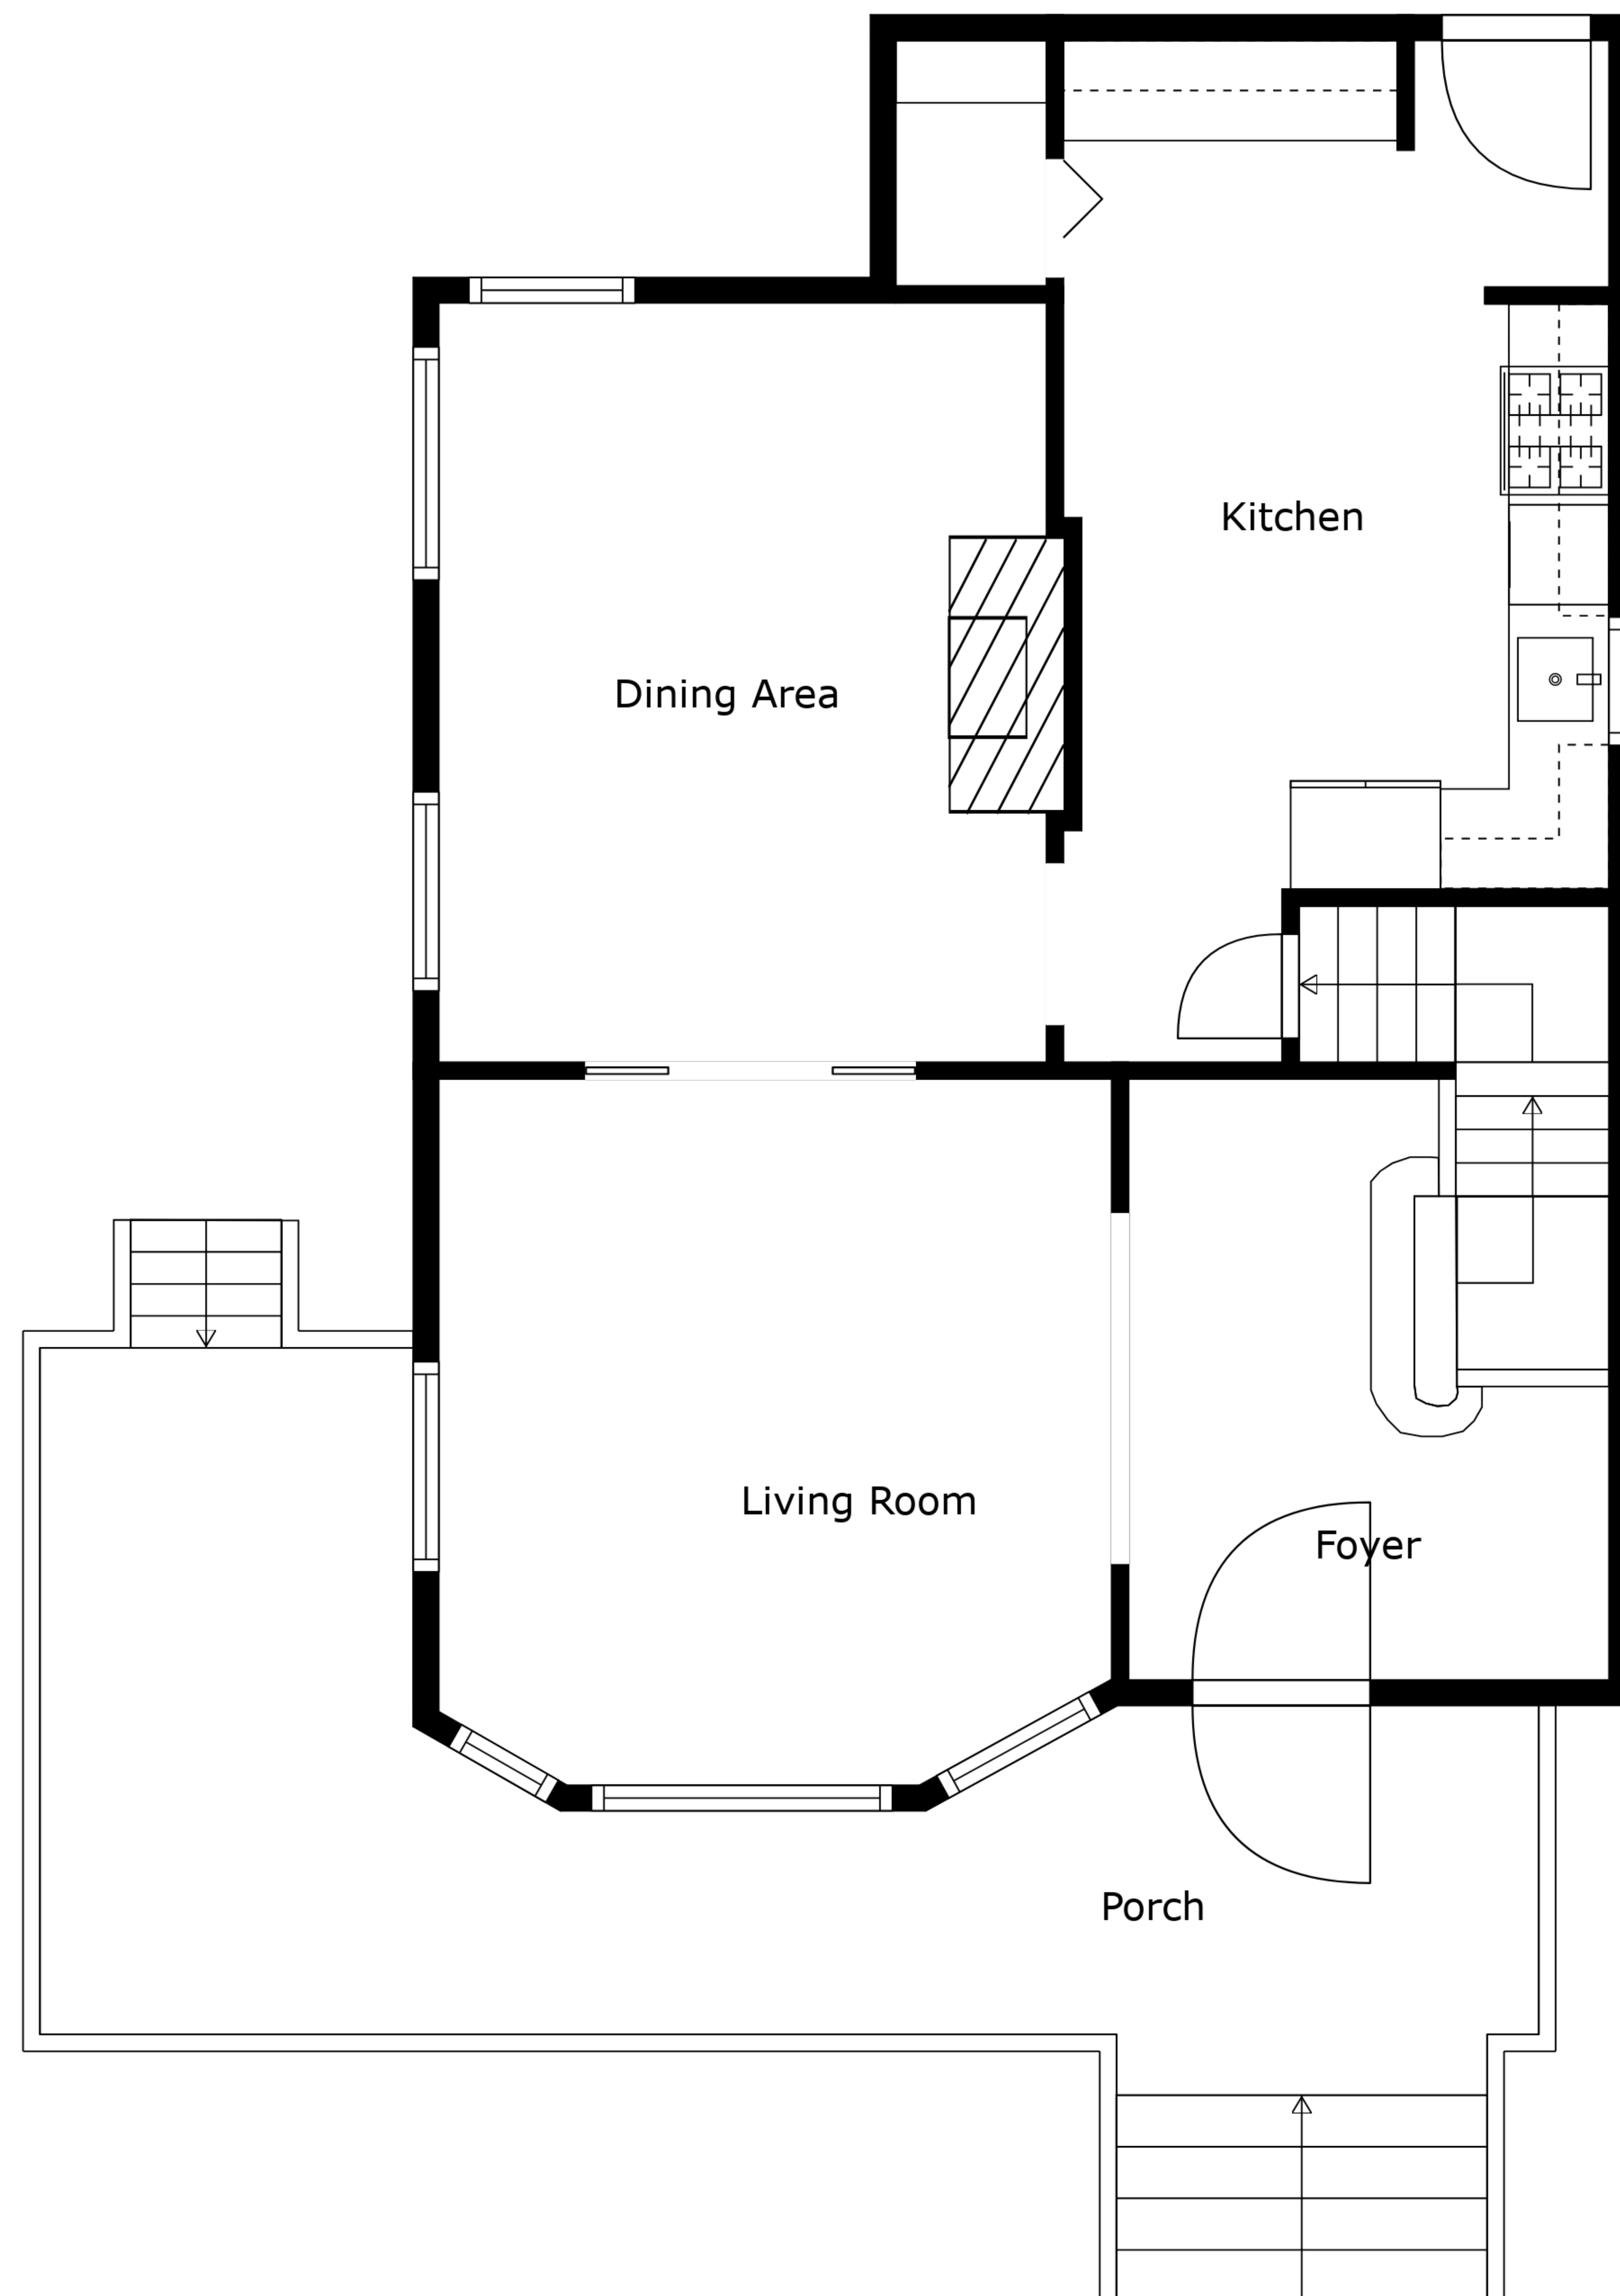 Kitchen
Dining Area
Living Room
Foyer
Porch